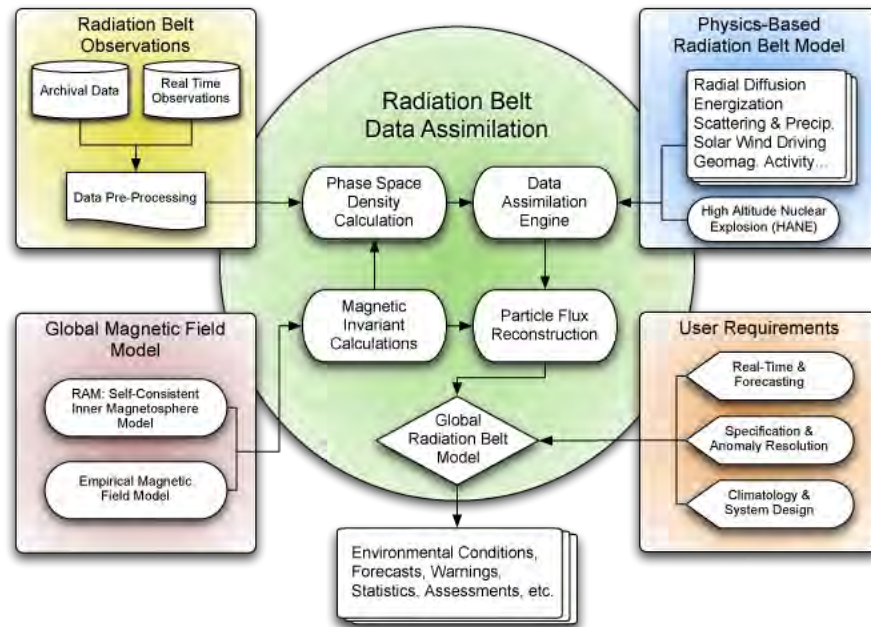 Radiation Belt
Observations
Archival Data
Real Time
Observations
Data Pre-Processing
Radiation Belt
Data Assimilation
Phase Space
Density
Calculation
Data
Assimilation
Engine
Magnetic
Invariant
Calculations
Particle Flux
Reconstruction
Global
Radiation Belt
Model
Physics-Based
Radiation Belt Model
Radial Diffusion
Energization
Scattering & Precip.
Solar Wind Driving
Geomag. Activity...
High Altitude Nuclear
Explosion (HANE)
Global Magnetic Field
Model
RAM: Self-Consistent
Inner Magnetosphere
Model
Empirical Magnetic
Field Model
User Requirements
Real-Time &
Forecasting
Specification &
Anomaly Resolution
Climatology &
System Design
Environmental Conditions,
Forecasts, Warnings,
Statistics, Assessments, etc.